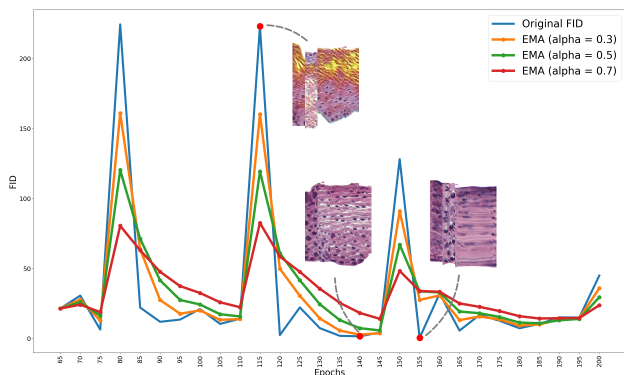 Original FID
EMA (alpha = 0.3)
EMA (alpha = 0.5)
EMA (alpha = 0.7)
FID
200
150
100
50
0
65 70 75 80 85 90 95 100 105 110 115 120 125 130 135 140 145 150 155 160 165 170 175 180 185 190 195 200
Epochs